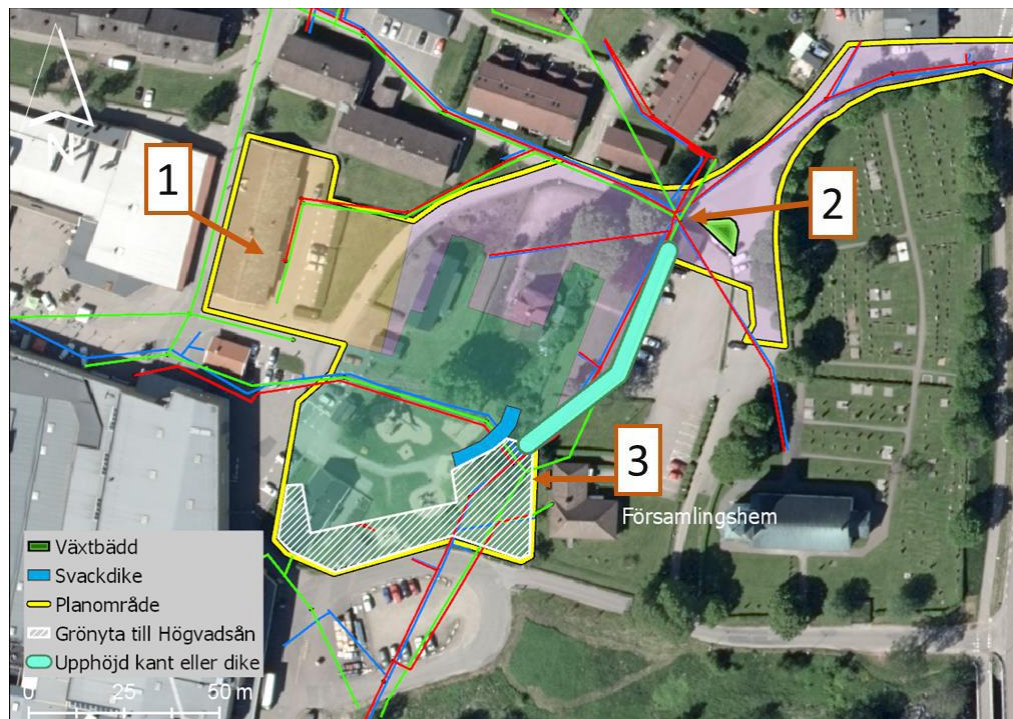 N
1
2
3
Församlingshem
Växtbädd
Svackdike
Planområde
Grönyta till Högvadsån
Upphöjd kant eller dike
0 25 50 m